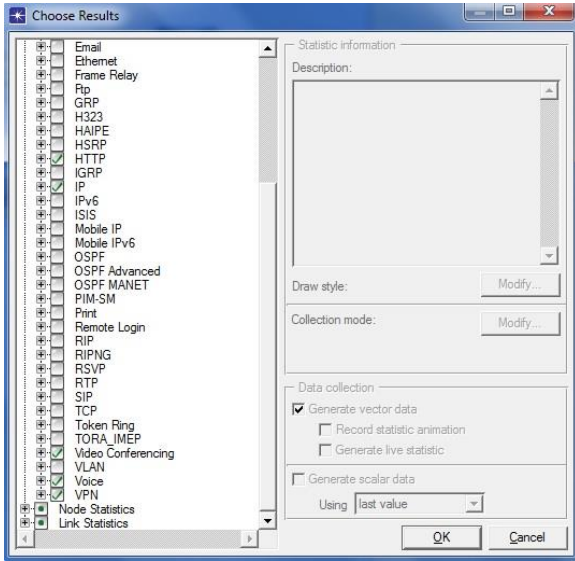 Choose Results
Email
Ethernet
Frame Relay
Ftp
GRP
H323
HAIPE
HSRP
HTTP
IGRP
IP
IPv6
ISIS
Mobile IP
Mobile IPv6
OSPF
OSPF Advanced
OSPF MANET
PIM-SM
Print
Remote Login
RIP
RIPNG
RSVP
RTP
SIP
TCP
Token Ring
TORA_IMEP
Video Conferencing
VLAN
Voice
VPN
Node Statistics
Link Statistics
Statistic information
Description:
Draw style:
Modify...
Collection mode:
Modify...
Data collection
Generate vector data
Record statistic animation
Generate live statistic
Generate scalar data
Using last value
OK
Cancel